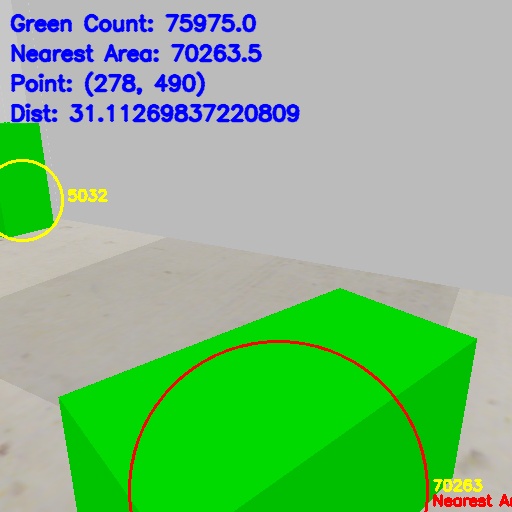 Green Count: 75975.0
Nearest Area: 70263.5
Point: (278, 490)
Dist: 31.11269837220809
5032
70263
Nearest A